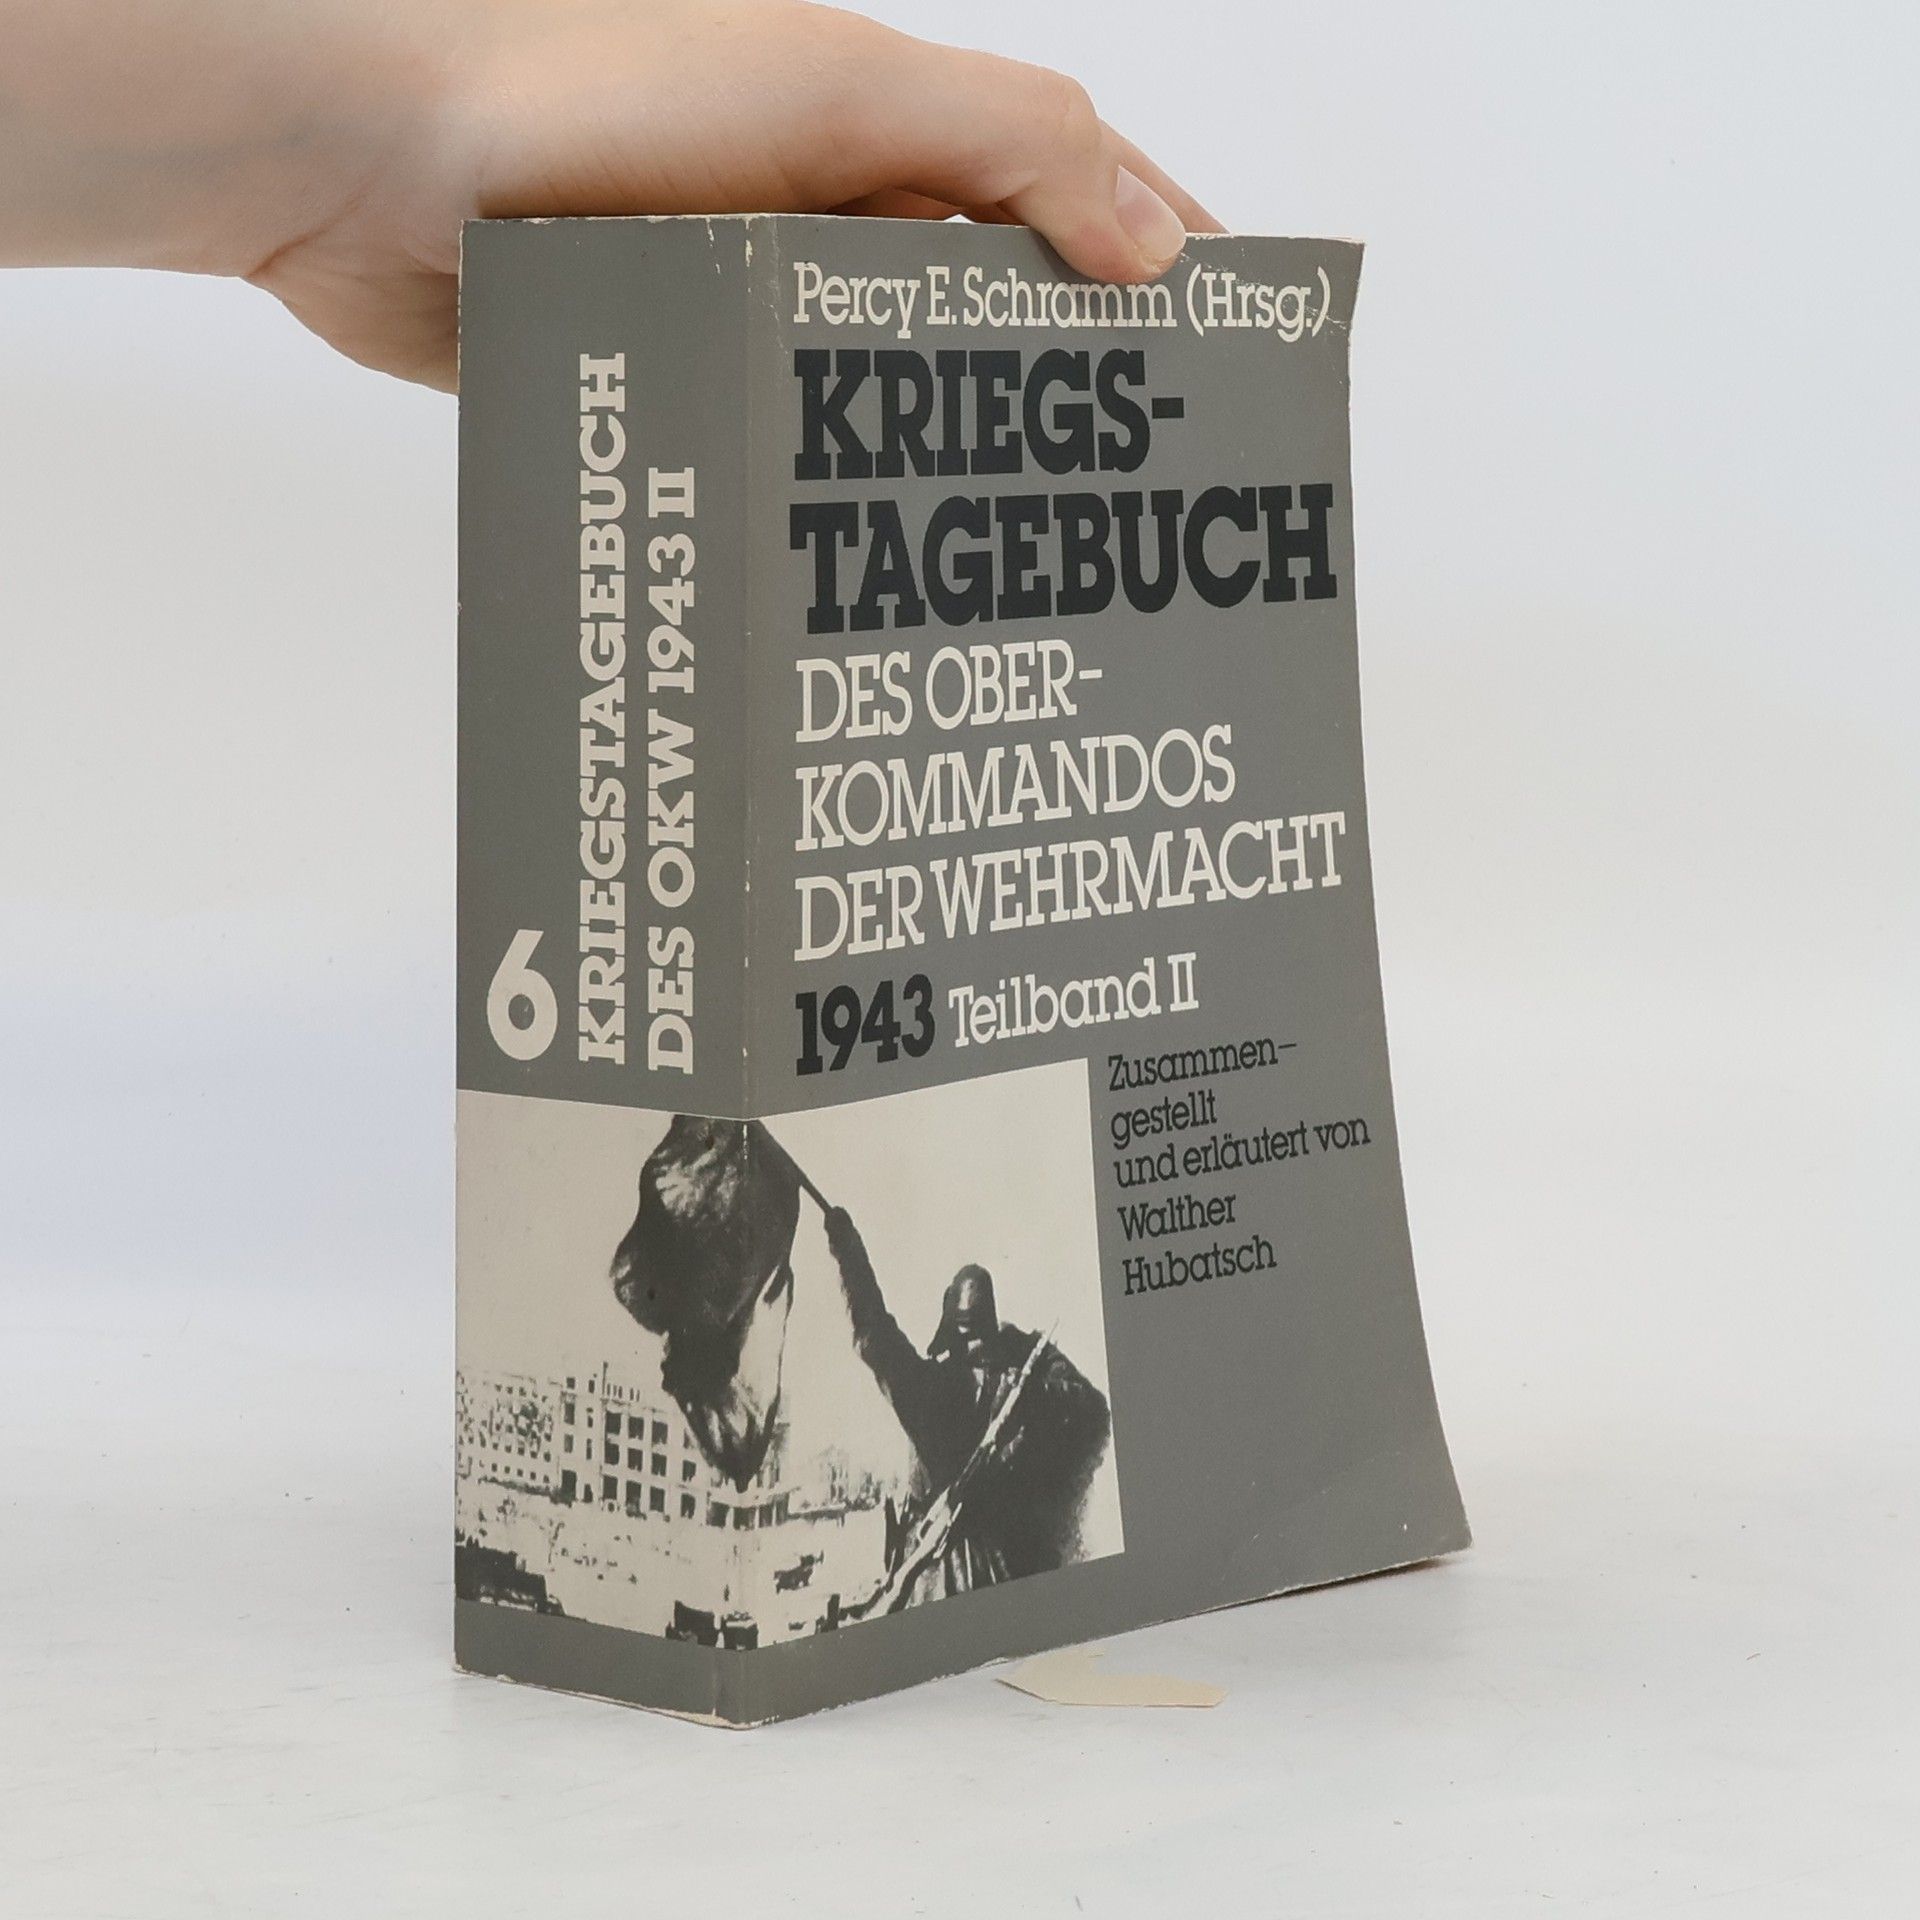 6
KRIEGSTAGEBUCH
DES OKW 1943 II
Percy E. Schramm (Hrsg.)
KRIEGS-
TAGEBUCH
DES OBER-
KOMMANDOS
DER WEHRMACHT
1943 Teilband II
Zusammen-
gestellt
und erläutert von
Walther
Hubatsch